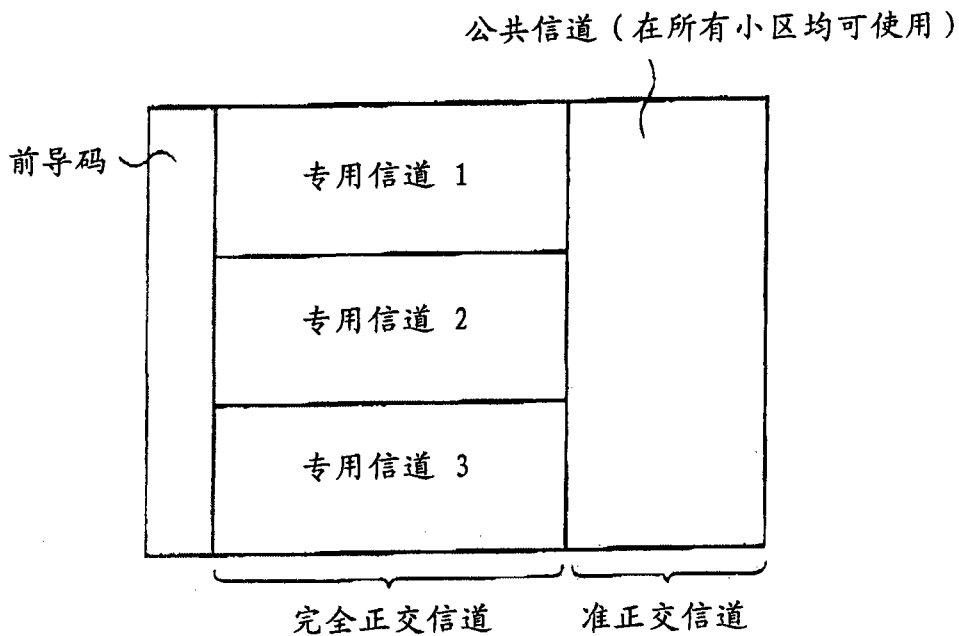 公共信道(在所有小区均可使用)
前导码
专用信道 1
专用信道 2
专用信道 3
完全正交信道
准正交信道